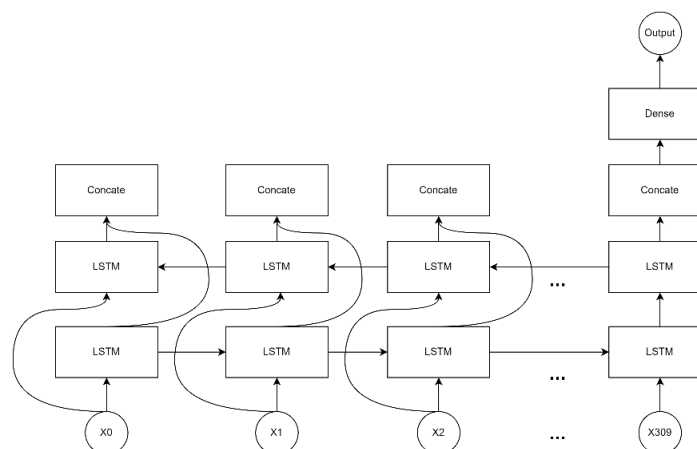 Output
Dense
Concate Concate Concate Concate
LSTM LSTM LSTM LSTM
...
LSTM LSTM LSTM LSTM
...
X0 X1 X2 ... X309